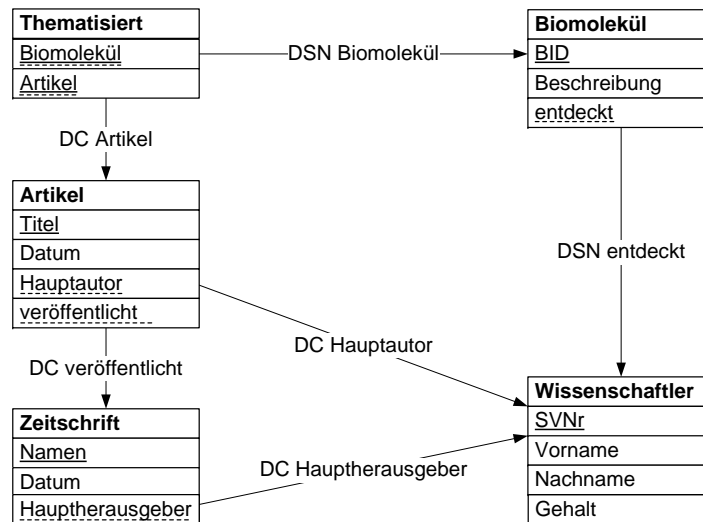 Thematisiert
Biomolekül
Artikel
DSN Biomolekül
Biomolekül
BID
Beschreibung
entdeckt
DC Artikel
Artikel
Titel
Datum
Hauptautor
veröffentlicht
DSN entdeckt
DC Hauptautor
DC veröffentlicht
Zeitschrift
Namen
Datum
Hauptherausgeber
DC Hauptherausgeber
Wissenschaftler
SVNr
Vorname
Nachname
Gehalt